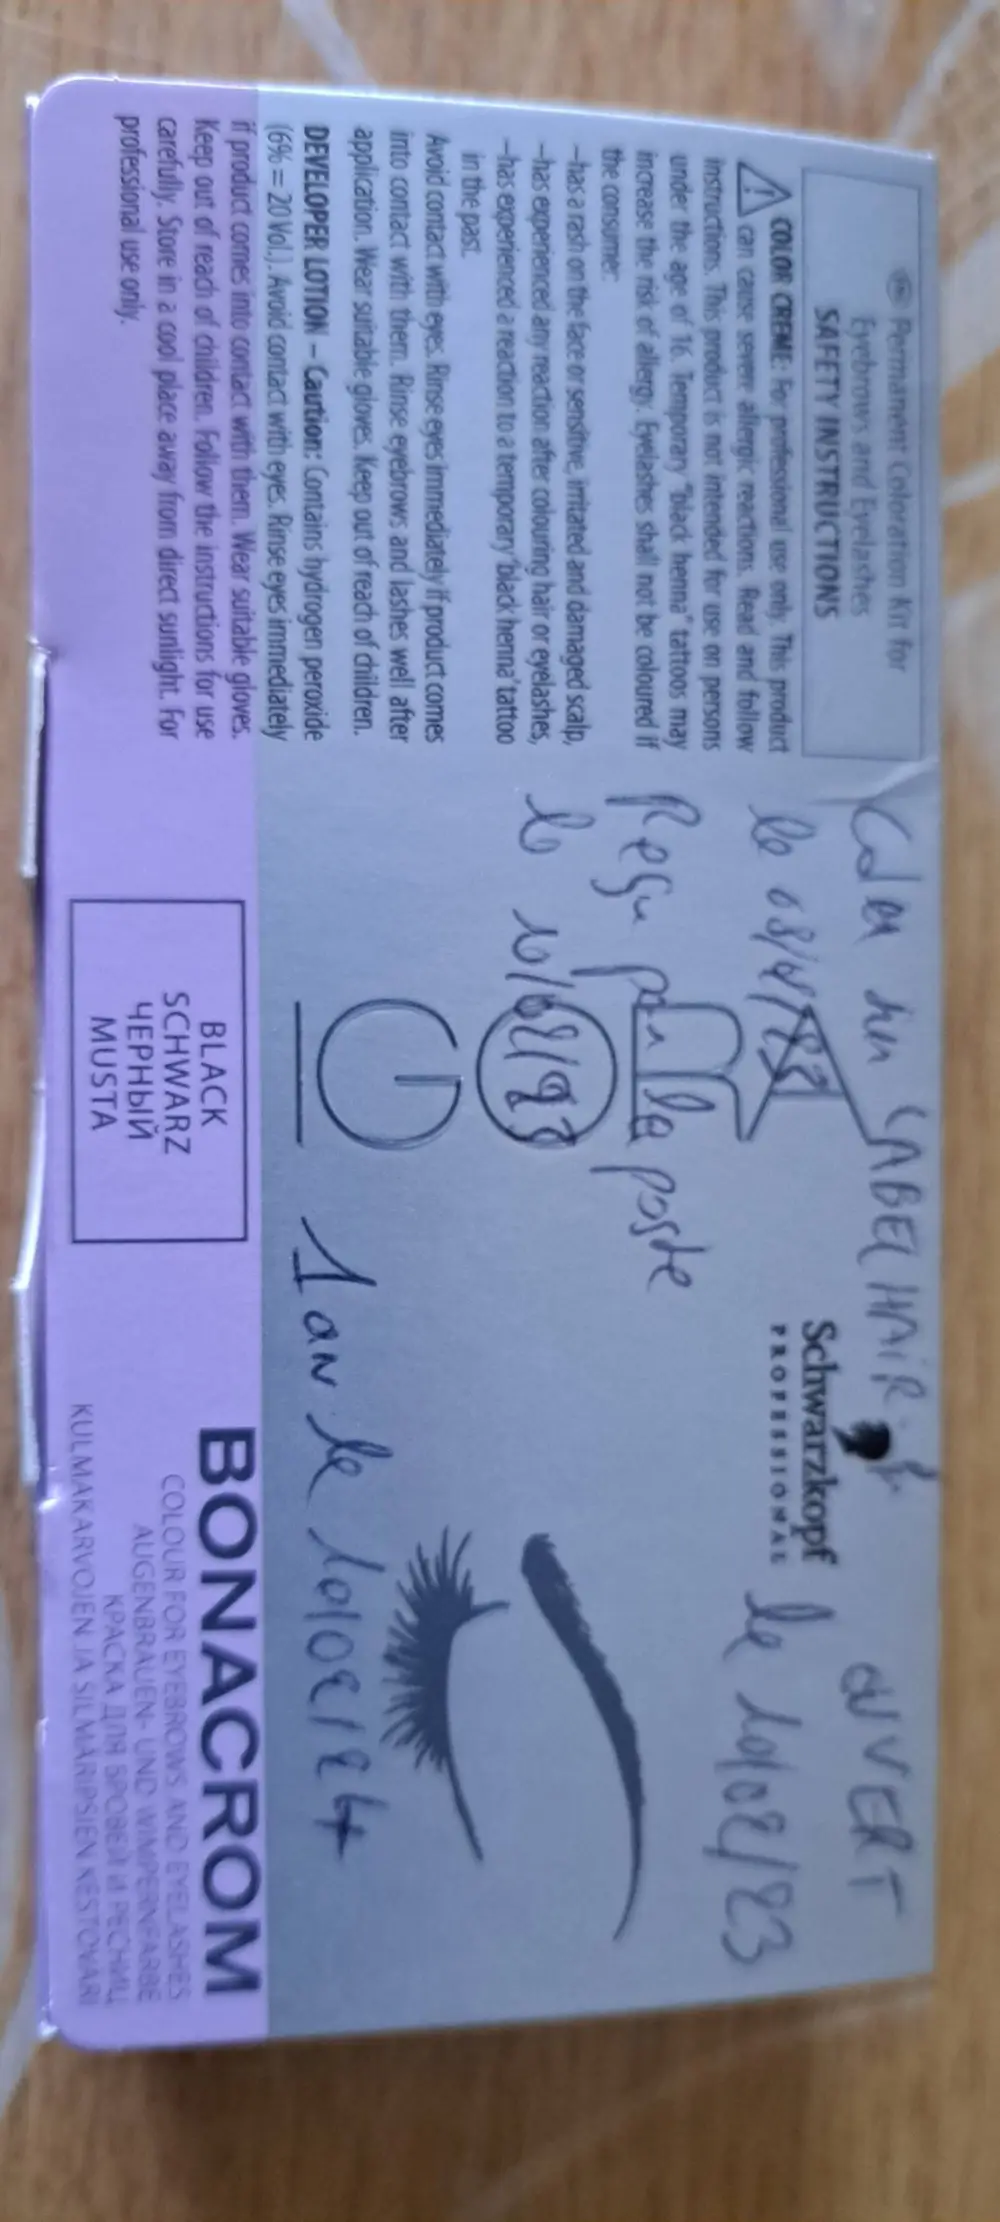 EN Permanent Coloration Kit for
Eyebrows and Eyelashes
SAFETY INSTRUCTIONS
COLOR CREME: For professional use only. This product
can cause severe allergic reactions. Read and follow
instructions. This product is not intended for use on persons
under the age of 16. Temporary "black henna" tattoos may
increase the risk of allergy. Eyelashes shall not be coloured if
the consumer:
-has a rash on the face or sensitive, irritated and damaged scalp,
-has experienced any reaction after colouring hair or eyelashes,
-has experienced a reaction to a temporary "black henna" tattoo
in the past.
Avoid contact with eyes. Rinse eyes immediately if product comes
into contact with them. Rinse eyebrows and lashes well after
application. Wear suitable gloves. Keep out of reach of children.
DEVELOPER LOTION – Caution: Contains hydrogen peroxide
(6% = 20 Vol.). Avoid contact with eyes. Rinse eyes immediately
if product comes into contact with them. Wear suitable gloves.
Keep out of reach of children. Follow the instructions for use
carefully. Store in a cool place away from direct sunlight. For
professional use only.
sur LABELHAIR.fr
le
Reçu par la poste
le 10/02/23
Schwarzkopf
PROFESSIONAL
OUVERT
le 10/02/23
1 an le 10/02/24
BLACK
SCHWARZ
ЧЕРНЫЙ
MUSTA
BONACROM
COLOUR FOR EYEBROWS AND EYELASHES
AUGENBRAUEN- UND WIMPERNFARBE
КРАСКА ДЛЯ БРОВЕЙ И РЕСНИЦ
KULMAKARVOJEN JA SILMÄRIPSIEN KESTOVÄRI